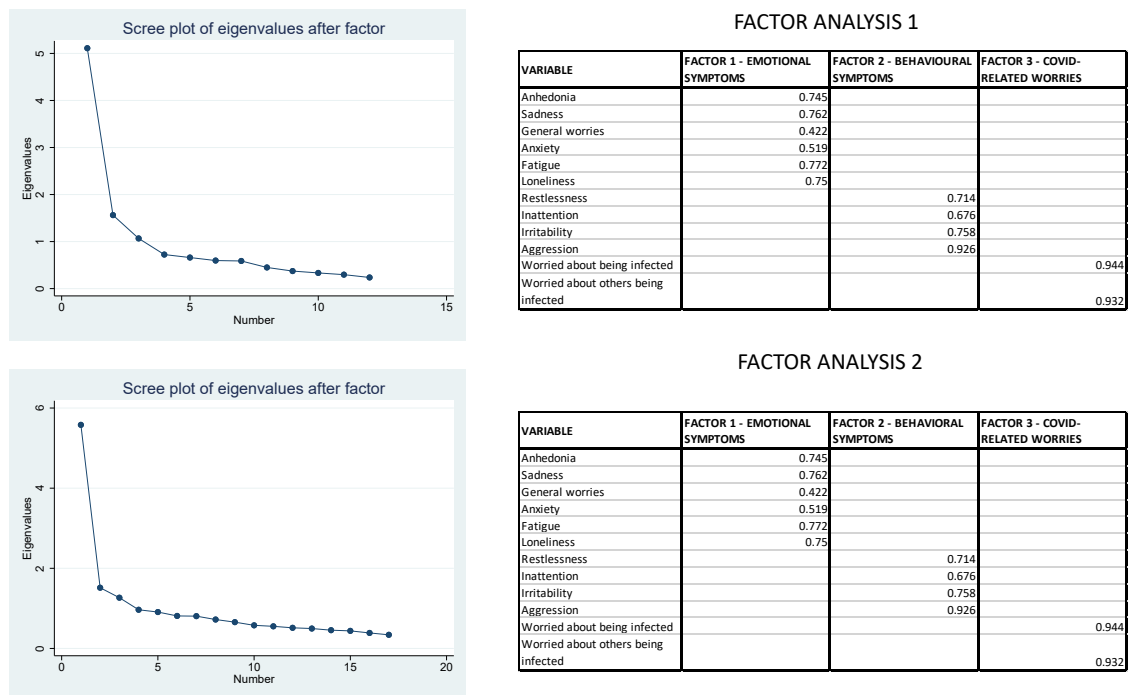 Scree plot of eigenvalues after factor
Eigenvalues
0
1
2
3
4
5
0 5 10 15
Number
FACTOR ANALYSIS 1
VARIABLE FACTOR 1 - EMOTIONAL SYMPTOMS FACTOR 2 - BEHAVIOURAL SYMPTOMS FACTOR 3 - COVID-RELATED WORRIES
Anhedonia 0.745
Sadness 0.762
General worries 0.422
Anxiety 0.519
Fatigue 0.772
Loneliness 0.75
Restlessness 0.714
Inattention 0.676
Irritability 0.758
Aggression 0.926
Worried about being infected 0.944
Worried about others being
infected 0.932
Scree plot of eigenvalues after factor
Eigenvalues
0
2
4
6
0 5 10 15 20
Number
FACTOR ANALYSIS 2
VARIABLE FACTOR 1 - EMOTIONAL SYMPTOMS FACTOR 2 - BEHAVIORAL SYMPTOMS FACTOR 3 - COVID-RELATED WORRIES
Anhedonia 0.745
Sadness 0.762
General worries 0.422
Anxiety 0.519
Fatigue 0.772
Loneliness 0.75
Restlessness 0.714
Inattention 0.676
Irritability 0.758
Aggression 0.926
Worried about being infected 0.944
Worried about others being
infected 0.932